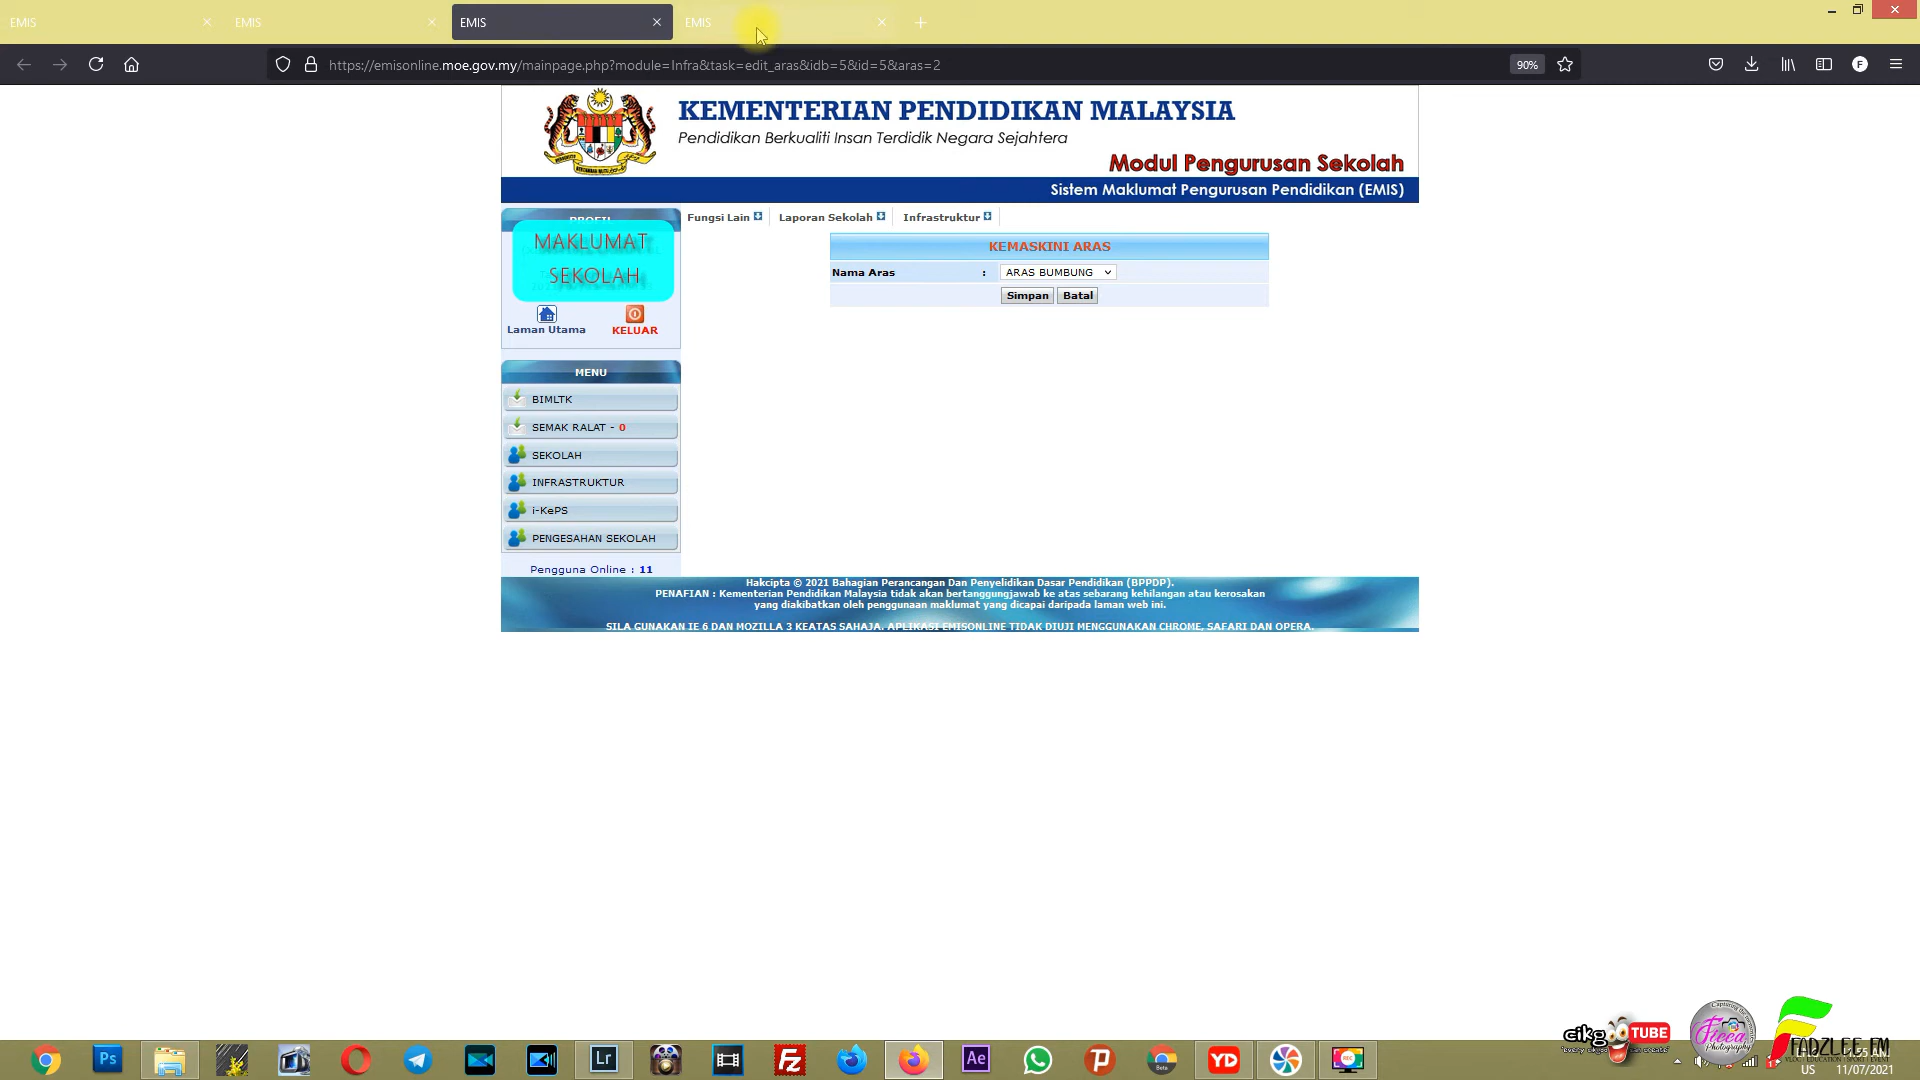 EMIS
EMIS
EMIS
EMIS
https://emisonline.moe.gov.my/mainpage.php?module=Infra&task=edit_aras&idb=5&id=5&aras=2
90%
F
KEMENTERIAN PENDIDIKAN MALAYSIA
Pendidikan Berkualiti Insan Terdidik Negara Sejahtera
Modul Pengurusan Sekolah
Sistem Maklumat Pengurusan Pendidikan (EMIS)
PROFIL
Fungsi Lain
Laporan Sekolah
Infrastruktur
MAKLUMAT
SEKOLAH
KEMASKINI ARAS
Nama Aras : ARAS BUMBUNG
Simpan Batal
Laman Utama
KELUAR
MENU
BIMLTK
SEMAK RALAT - 0
SEKOLAH
INFRASTRUKTUR
i-KePS
PENGESAHAN SEKOLAH
Pengguna Online : 11
Hakcipta © 2021 Bahagian Perancangan Dan Penyelidikan Dasar Pendidikan (BPPDP).
PENAFIAN : Kementerian Pendidikan Malaysia tidak akan bertanggungjawab ke atas sebarang kehilangan atau kerosakan
yang diakibatkan oleh penggunaan maklumat yang dicapai daripada laman web ini.
SILA GUNAKAN IE 6 DAN MOZILLA 3 KEATAS SAHAJA. APLIKASI EMISONLINE TIDAK DIUJI MENGGUNAKAN CHROME, SAFARI DAN OPERA.
cikg TUBE
Photography
FADZLEE.FM
Ps
Lr
Fz
Ae
P
Beta
YD
REC
US
11/07/2021